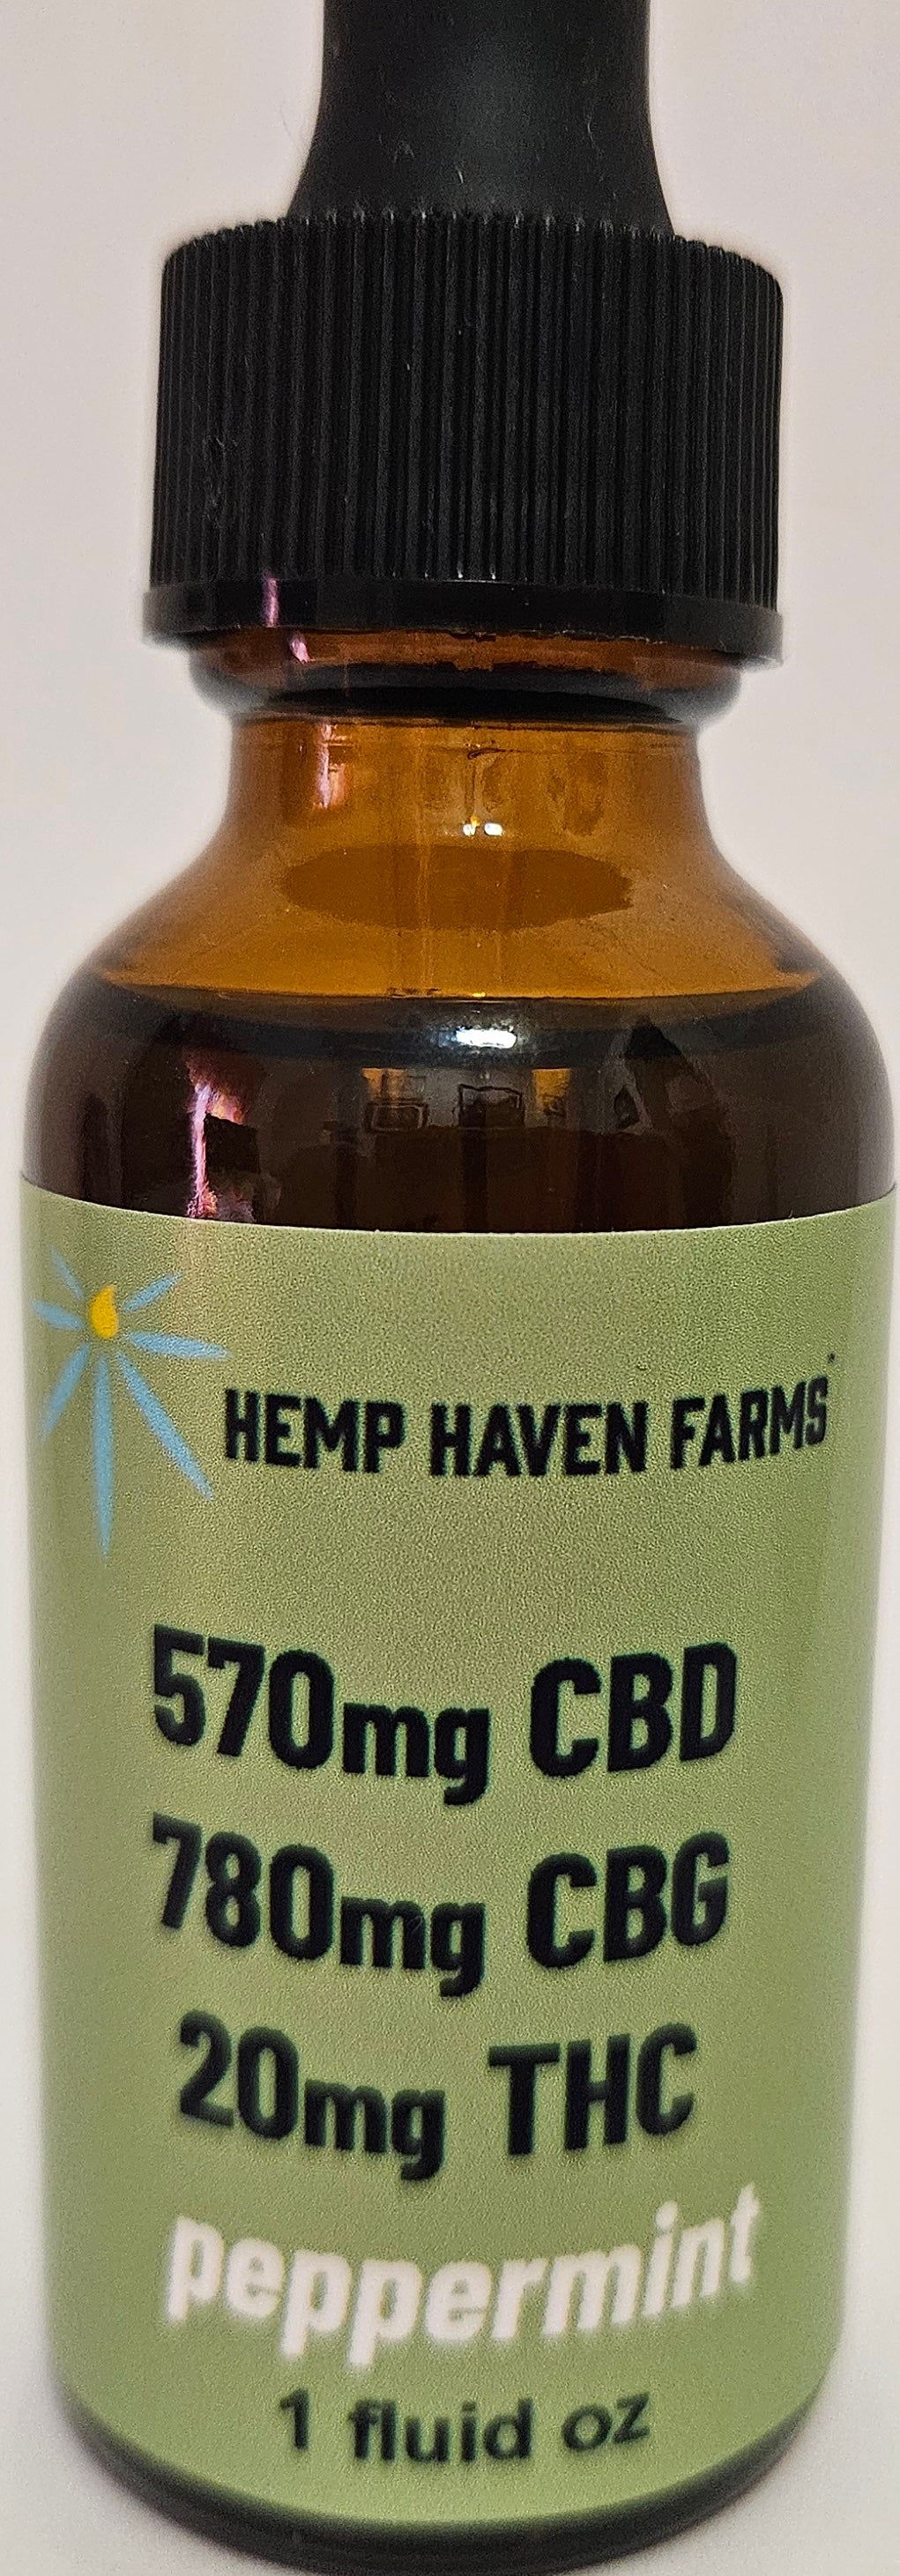 HEMP HAVEN FARMS
570mg CBD
780mg CBG
20mg THC
peppermint
1 fluid oz